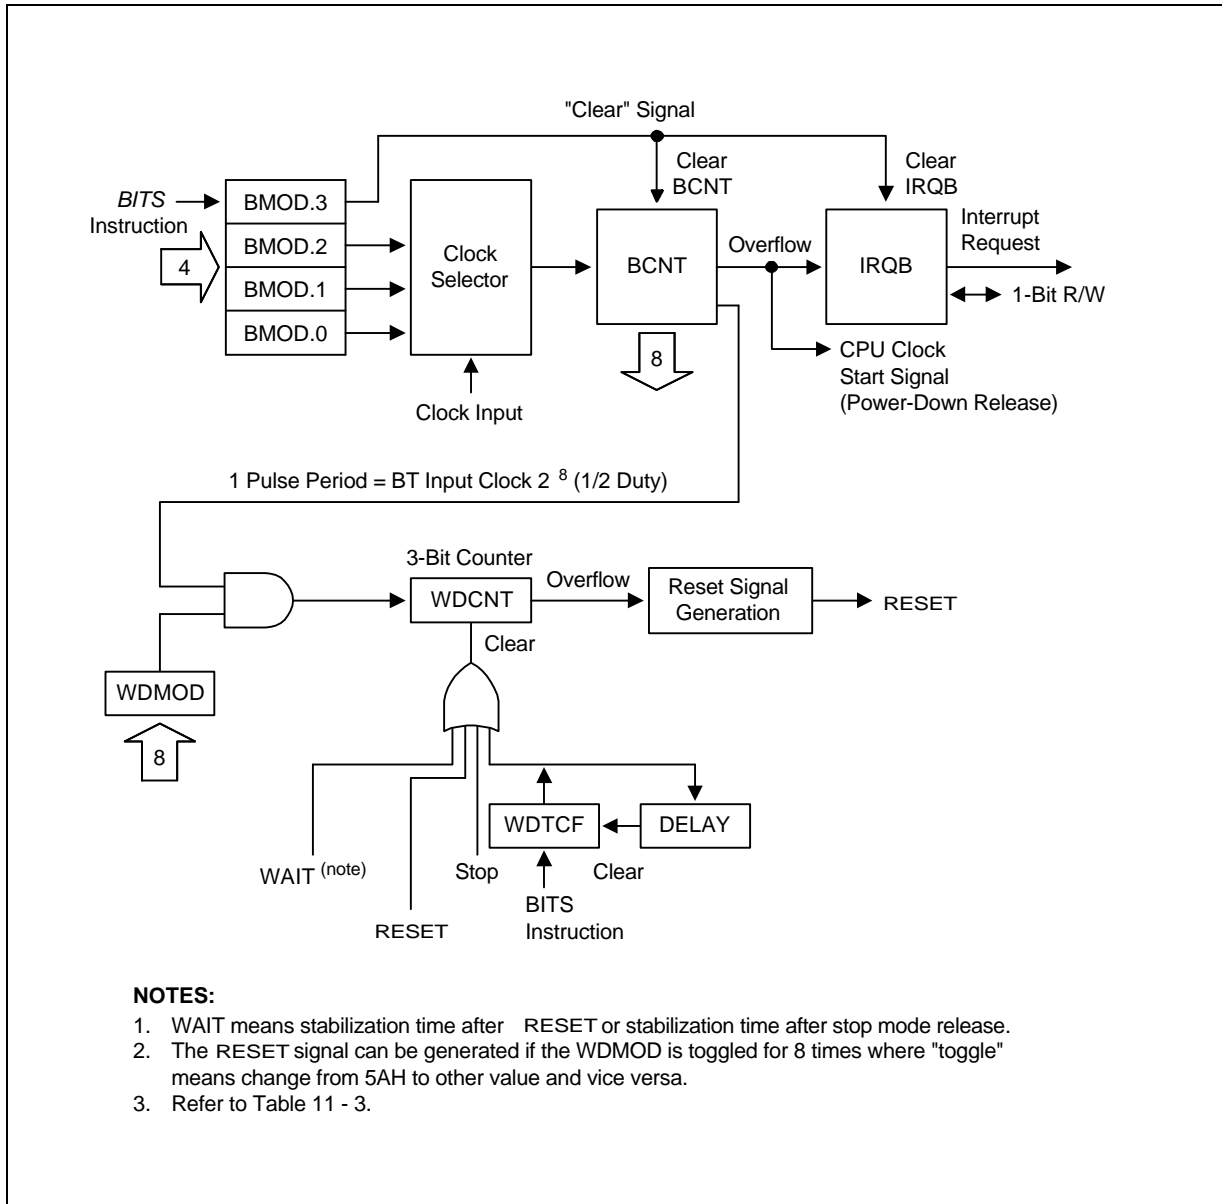 "Clear" Signal
Clear
BCNT
Clear
IRQB
BITS
Instruction
4
BMOD.3
BMOD.2
BMOD.1
BMOD.0
Clock
Selector
Clock Input
BCNT
8
Overflow
IRQB
Interrupt
Request
1-Bit R/W
CPU Clock
Start Signal
(Power-Down Release)
1 Pulse Period = BT Input Clock 2 8 (1/2 Duty)
3-Bit Counter
WDCNT
Overflow
Reset Signal
Generation
RESET
Clear
WDMOD
8
WDTCF
DELAY
WAIT (note)
Stop
Clear
RESET
BITS
Instruction
NOTES:
1. WAIT means stabilization time after RESET or stabilization time after stop mode release.
2. The RESET signal can be generated if the WDMOD is toggled for 8 times where "toggle"
means change from 5AH to other value and vice versa.
3. Refer to Table 11 - 3.